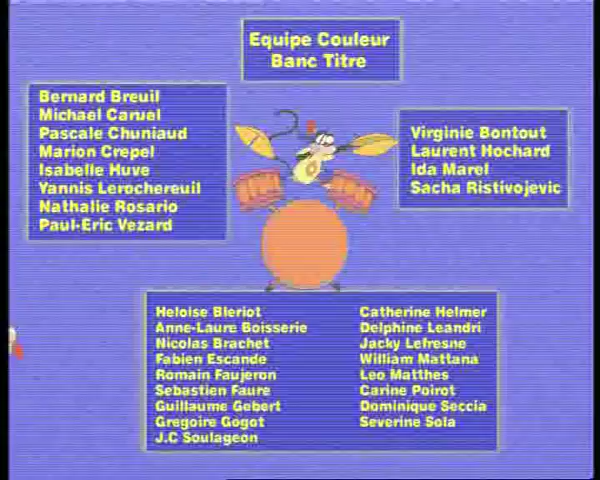 Equipe Couleur
Banc Titre
Bernard Breuil
Michael Caruel
Pascale Chuniaud
Marion Crepel
Isabelle Huve
Yannis Lerochereuil
Nathalie Rosario
Paul-Eric Vezard
Virginie Bontout
Laurent Hochard
Ida Marel
Sacha Ristivojevic
Heloise Bleriot
Anne-Laure Boisserie
Nicolas Brachet
Fabien Escande
Romain Faujeron
Sebastien Faure
Guillaume Gebert
Gregoire Gogot
J.C Soulageon
Catherine Helmer
Delphine Leandri
Jacky Lefresne
William Mattana
Leo Matthes
Carine Poirot
Dominique Seccia
Severine Sola